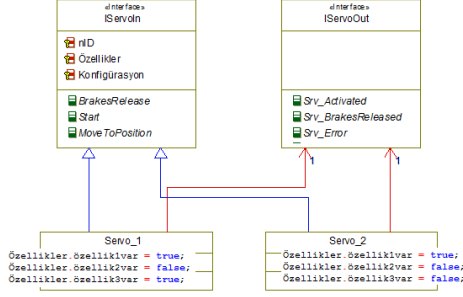 «Interface»
IServoIn
nID
Özellikler
Konfigürasyon
BrakesRelease
Start
MoveToPosition
«Interface»
IServoOut
Srv_Activated
Srv_BrakesReleased
Srv_Error
1
1
Servo_1
Özellikler.özellik1var = true;
Özellikler.özellik2var = false;
Özellikler.özellik3var = true;
Servo_2
Özellikler.özellik1var = true;
Özellikler.özellik2var = false;
Özellikler.özellik3var = false;